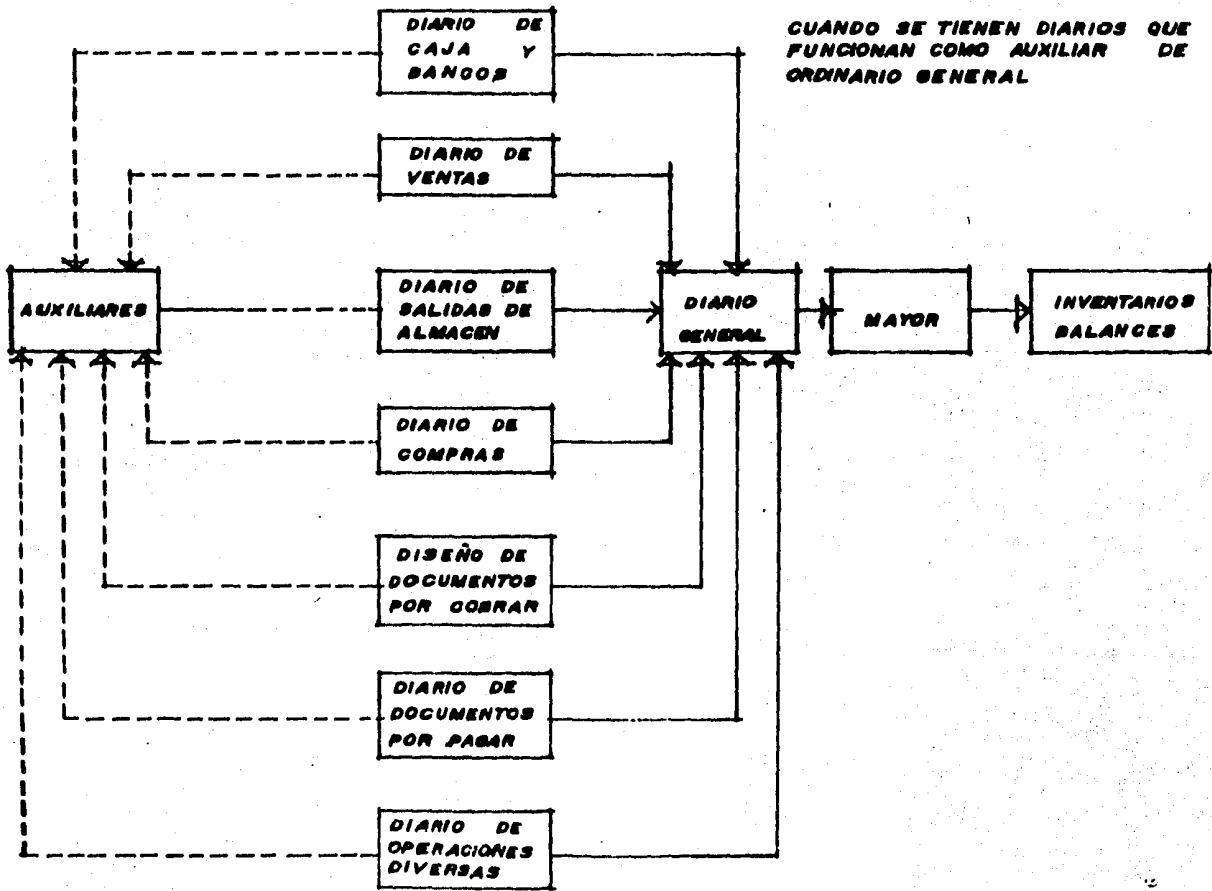 DIARIO DE
CAJA Y
BANCOS
CUANDO SE TIENEN DIARIOS QUE
FUNCIONAN COMO AUXILIAR DE
ORDINARIO GENERAL
DIARIO DE
VENTAS
AUXILIARES
DIARIO DE
SALIDAS DE
ALMACEN
DIARIO
GENERAL
MAYOR
INVENTARIOS
BALANCES
DIARIO DE
COMPRAS
DISEÑO DE
DOCUMENTOS
POR COBRAR
DIARIO DE
DOCUMENTOS
POR PAGAR
DIARIO DE
OPERACIONES
DIVERSAS